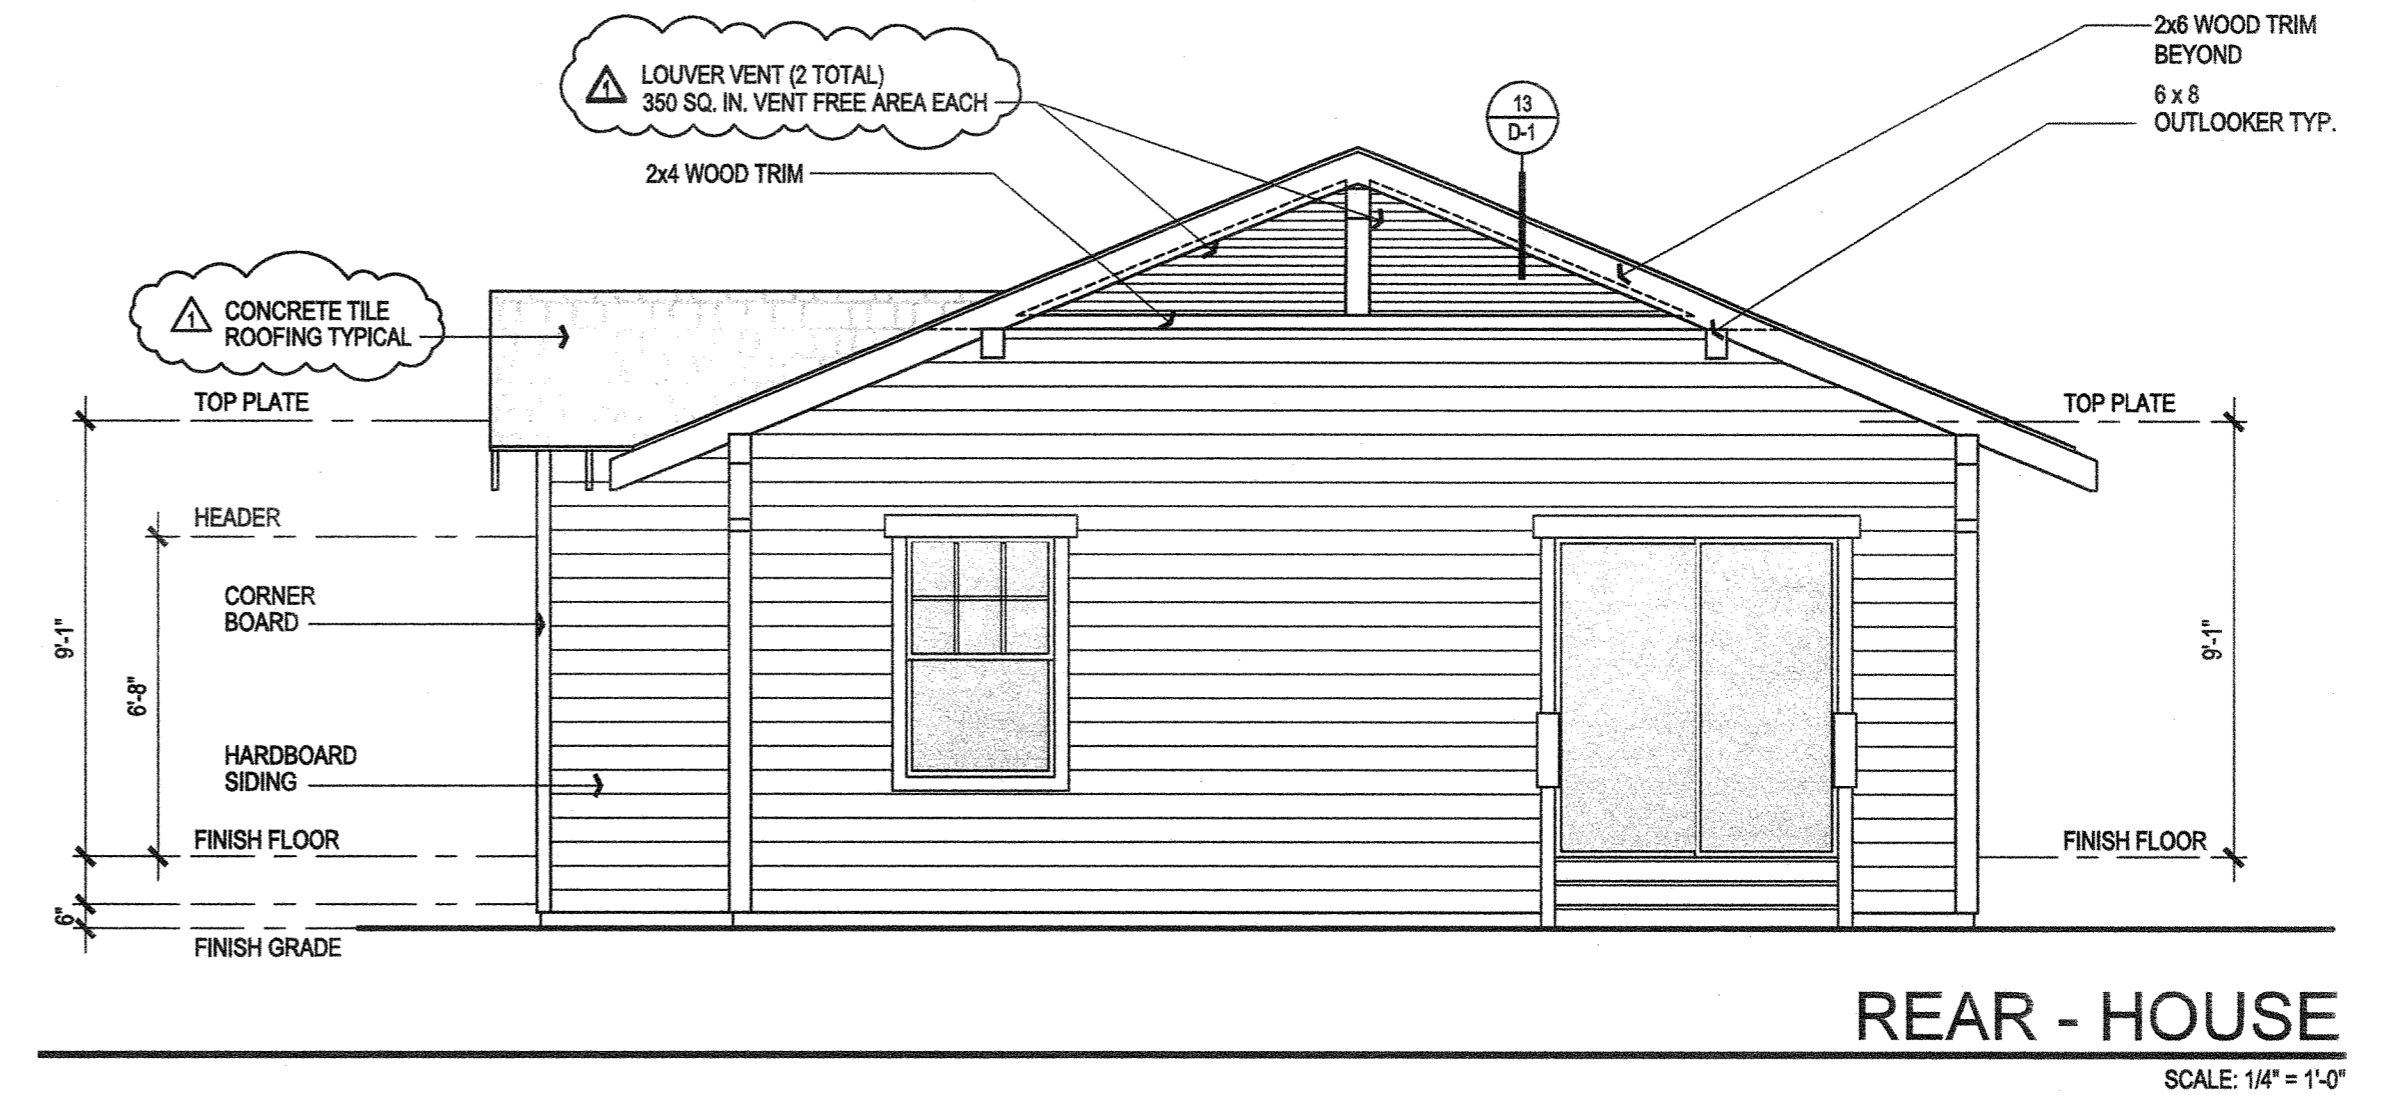 2x6 WOOD TRIM
BEYOND
6 x 8
OUTLOOKER TYP.
1
LOUVER VENT (2 TOTAL)
350 SQ. IN. VENT FREE AREA EACH
13
D-1
2x4 WOOD TRIM
1
CONCRETE TILE
ROOFING TYPICAL
TOP PLATE
TOP PLATE
HEADER
CORNER
BOARD
9'-1"
6'-8"
9'-1"
HARDBOARD
SIDING
FINISH FLOOR
FINISH FLOOR
6"
FINISH GRADE
REAR - HOUSE
SCALE: 1/4" = 1'-0"